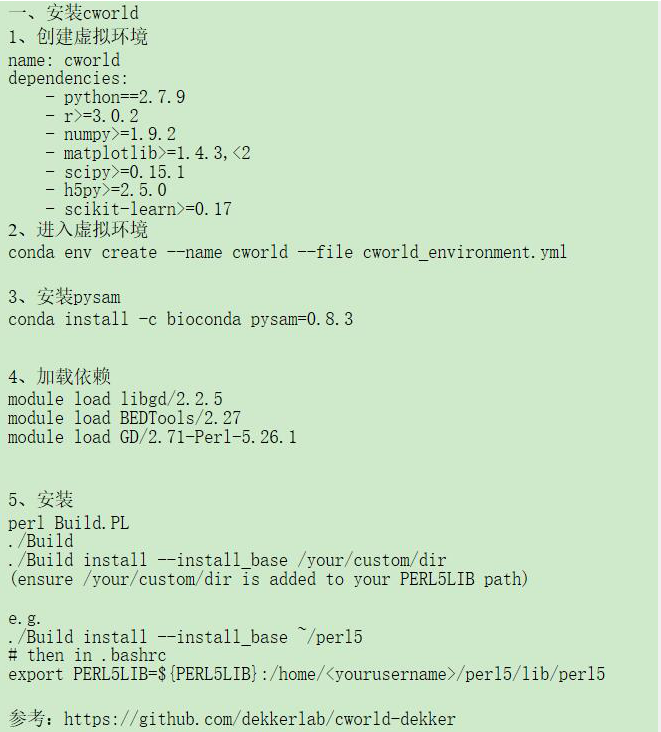 一、安装cworld
1、创建虚拟环境
name: cworld
dependencies:
    - python==2.7.9
    - r>=3.0.2
    - numpy>=1.9.2
    - matplotlib>=1.4.3,<2
    - scipy>=0.15.1
    - h5py>=2.5.0
    - scikit-learn>=0.17
2、进入虚拟环境
conda env create --name cworld --file cworld_environment.yml
3、安装pysam
conda install -c bioconda pysam=0.8.3
4、加载依赖
module load libgd/2.2.5
module load BEDTools/2.27
module load GD/2.71-Perl-5.26.1
5、安装
perl Build.PL
./Build
./Build install --install_base /your/custom/dir
(ensure /your/custom/dir is added to your PERL5LIB path)
e.g.
./Build install --install_base ~/perl5
# then in .bashrc
export PERL5LIB=${PERL5LIB}:/home/<yourusername>/perl5/lib/perl5
参考：https://github.com/dekkerlab/cworld-dekker